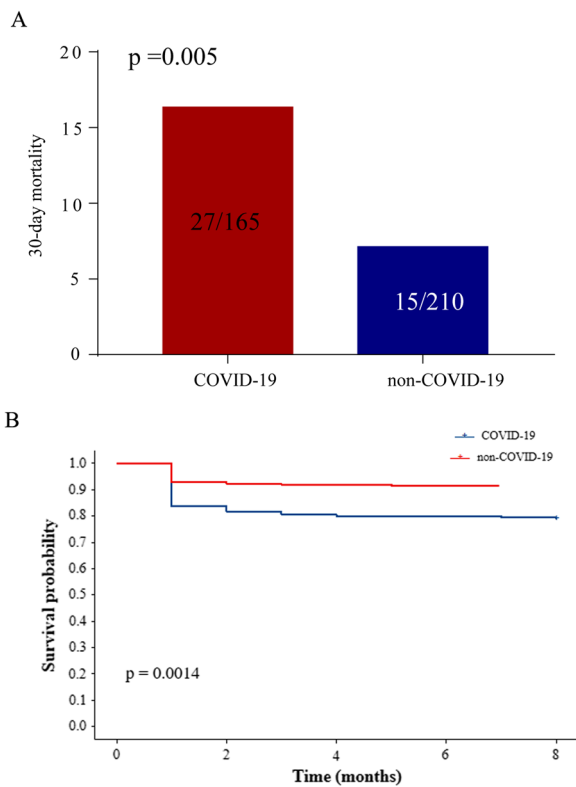 A
p =0.005
20
15
10
5
0
30-day mortality
27/165
15/210
COVID-19
non-COVID-19
B
COVID-19
non-COVID-19
1.0
0.9
0.8
0.7
0.6
0.5
0.4
0.3
0.2
0.1
0.0
Survival probability
p = 0.0014
0
2
4
6
8
Time (months)